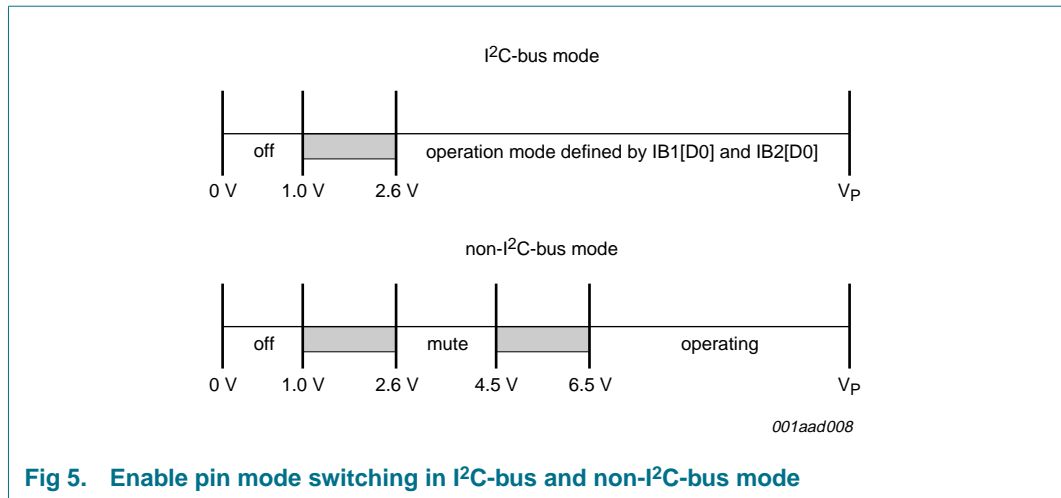 I²C-bus mode
off operation mode defined by IB1[D0] and IB2[D0]
0 V 1.0 V 2.6 V VP
non-I²C-bus mode
off mute operating
0 V 1.0 V 2.6 V 4.5 V 6.5 V VP
001aad008
Fig 5. Enable pin mode switching in I²C-bus and non-I²C-bus mode